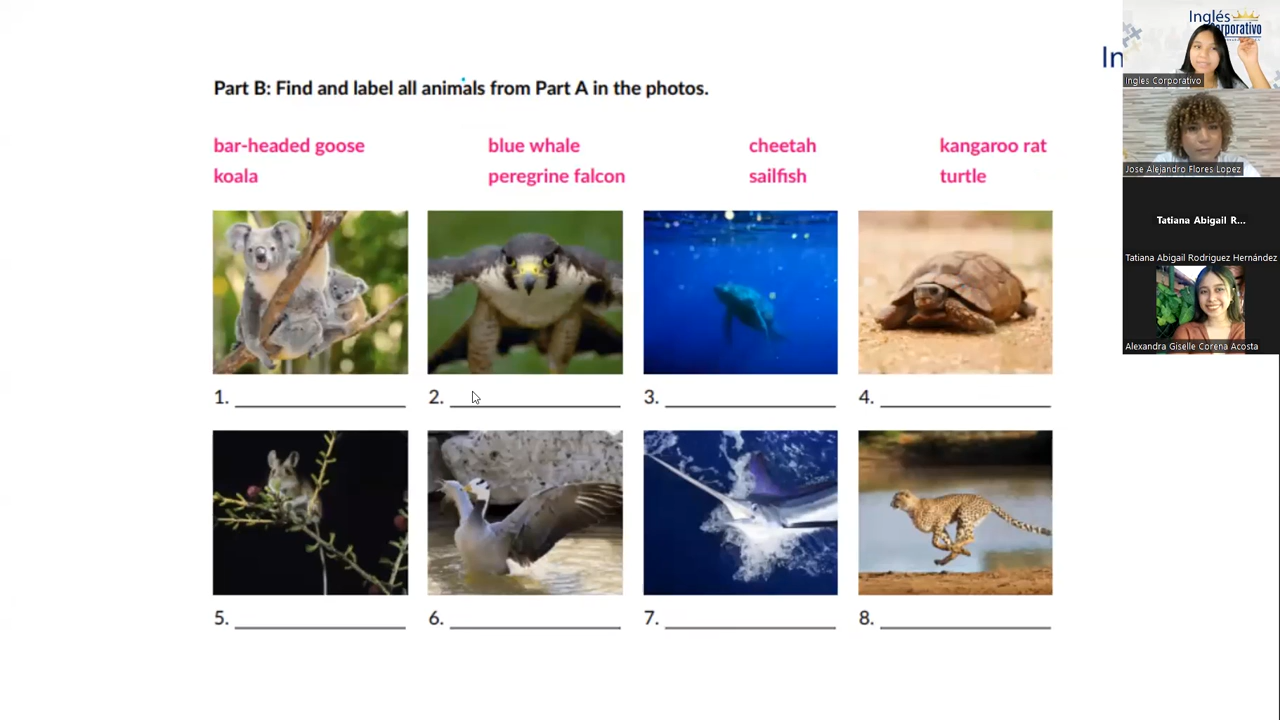 Part B: Find and label all animals from Part A in the photos.
bar-headed goose blue whale cheetah kangaroo rat
koala peregrine falcon sailfish turtle
1. 2. 3. 4.
5. 6. 7. 8.
In
Inglés
Corporativo
Ingles Corporativo
Jose Alejandro Flores Lopez
Tatiana Abigail R...
Tatiana Abigail Rodriguez Hernández
Alexandra Giselle Corena Acosta